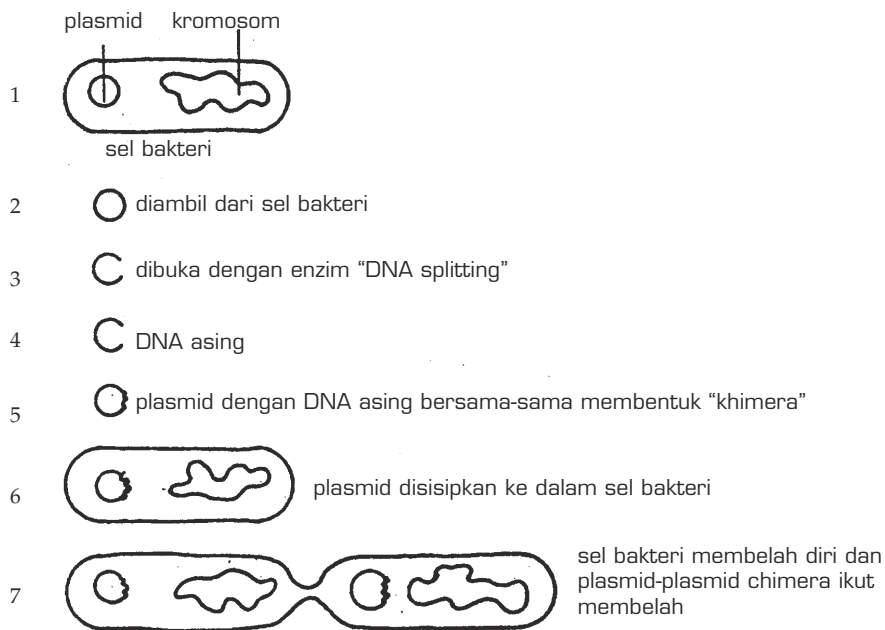 plasmid kromosom
1
sel bakteri
2 diambil dari sel bakteri
3 dibuka dengan enzim “DNA splitting”
4 DNA asing
5 plasmid dengan DNA asing bersama-sama membentuk “khimera”
6 plasmid disisipkan ke dalam sel bakteri
7 sel bakteri membelah diri dan
plasmid-plasmid chimera ikut
membelah